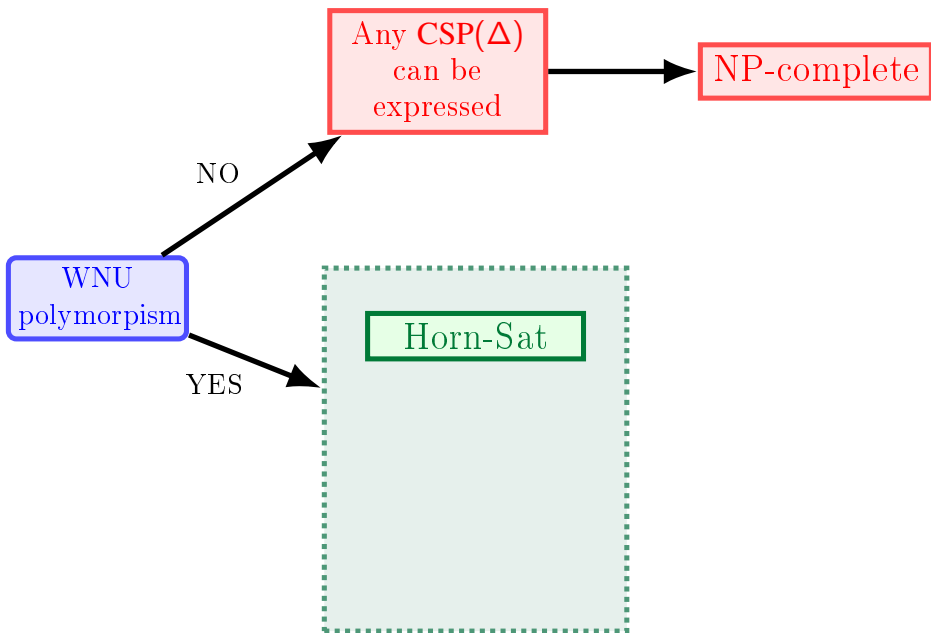 Any CSP(Δ)
can be
expressed
NP-complete
NO
WNU
polymorpism
YES
Horn-Sat